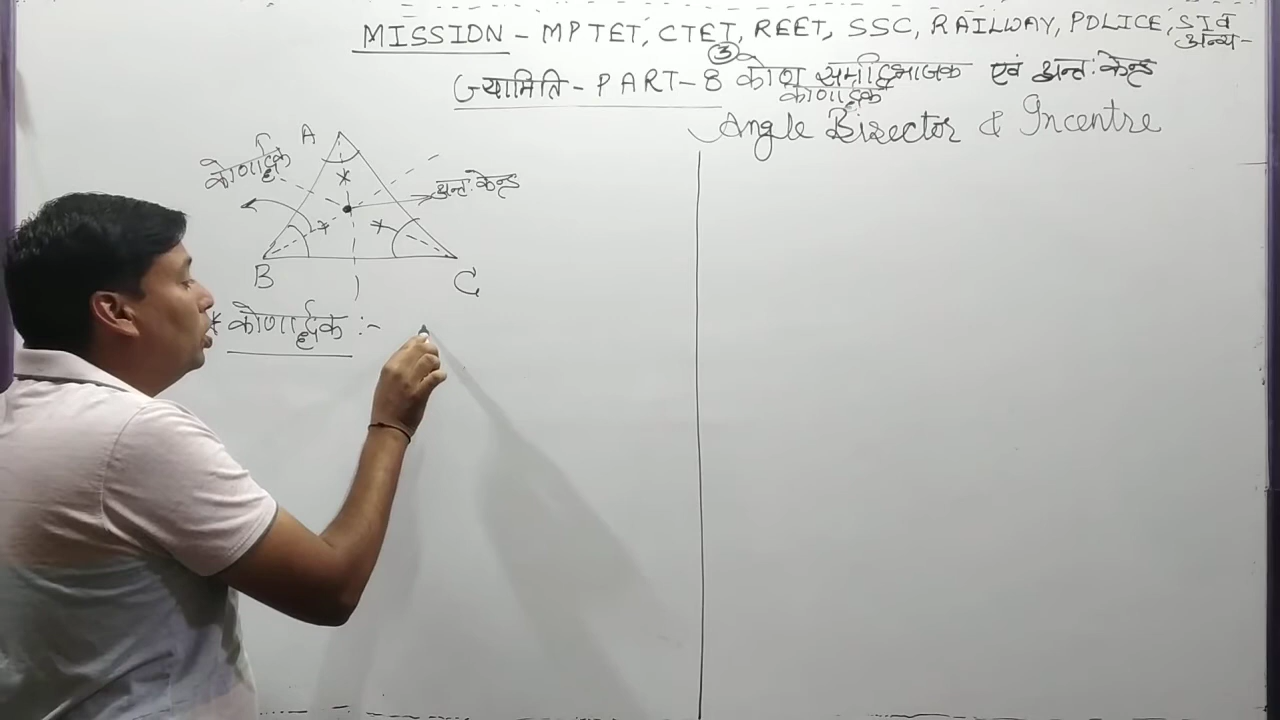 MISSION - MPTET, CTET, REET, SSC, RAILWAY, POLICE, SI व
अन्य -
③
ज्यामिति - PART-8 कोण समद्विभाजक एवं अन्त:केन्द्र
कोणार्द्धक
Angle Bisector & Incentre
A
कोणार्द्धक
अन्त:केन्द्र
B
C
* कोणार्द्धक :-